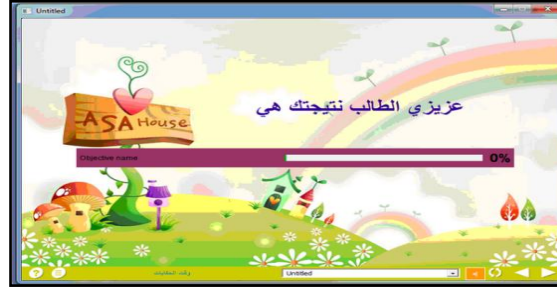 Untitled
عزيزي الطالب نتيجتك هي
ASA House
Objective name
0%
Untitled